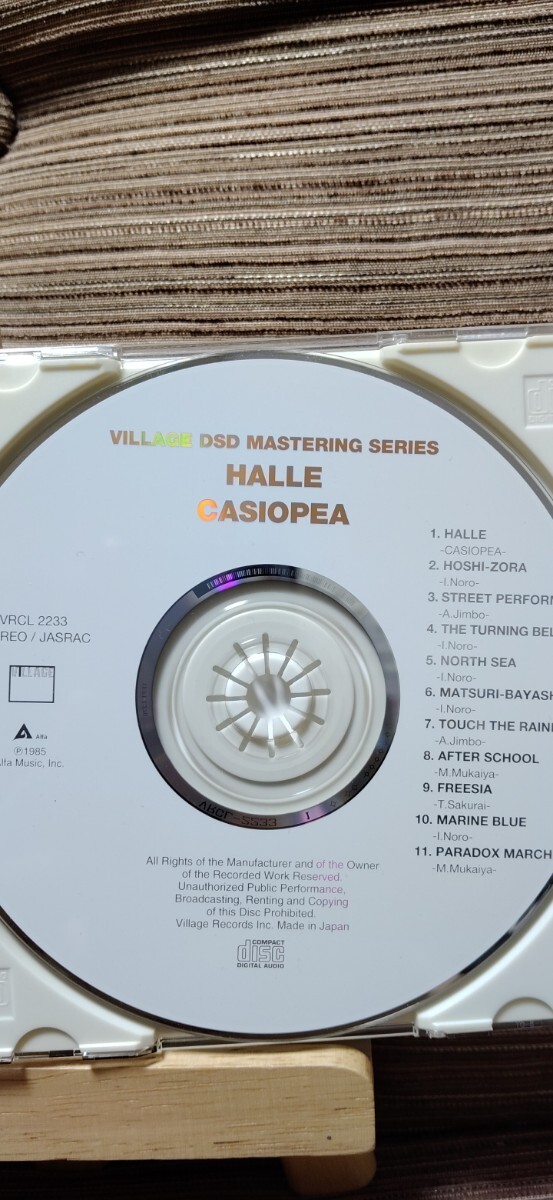 VILLAGE DSD MASTERING SERIES
HALLE
CASIOPEA
1. HALLE
-CASIOPEA-
2. HOSHI-ZORA
-I.Noro-
3. STREET PERFORM
-A.Jimbo-
4. THE TURNING BEL
-I.Noro-
5. NORTH SEA
-I.Noro-
6. MATSURI-BAYASH
-I.Noro-
7. TOUCH THE RAIN
-A.Jimbo-
8. AFTER SCHOOL
-M.Mukaiya-
9. FREESIA
-T.Sakurai-
10. MARINE BLUE
-I.Noro-
11. PARADOX MARCH
-M.Mukaiya-
VRCL 2233
REO / JASRAC
VILLAGE
Alfa
℗1985
lfa Music, Inc.
All Rights of the Manufacturer and of the Owner
of the Recorded Work Reserved.
Unauthorized Public Performance,
Broadcasting, Renting and Copying
of this Disc Prohibited.
Village Records Inc. Made in Japan
COMPACT
disc
DIGITAL AUDIO